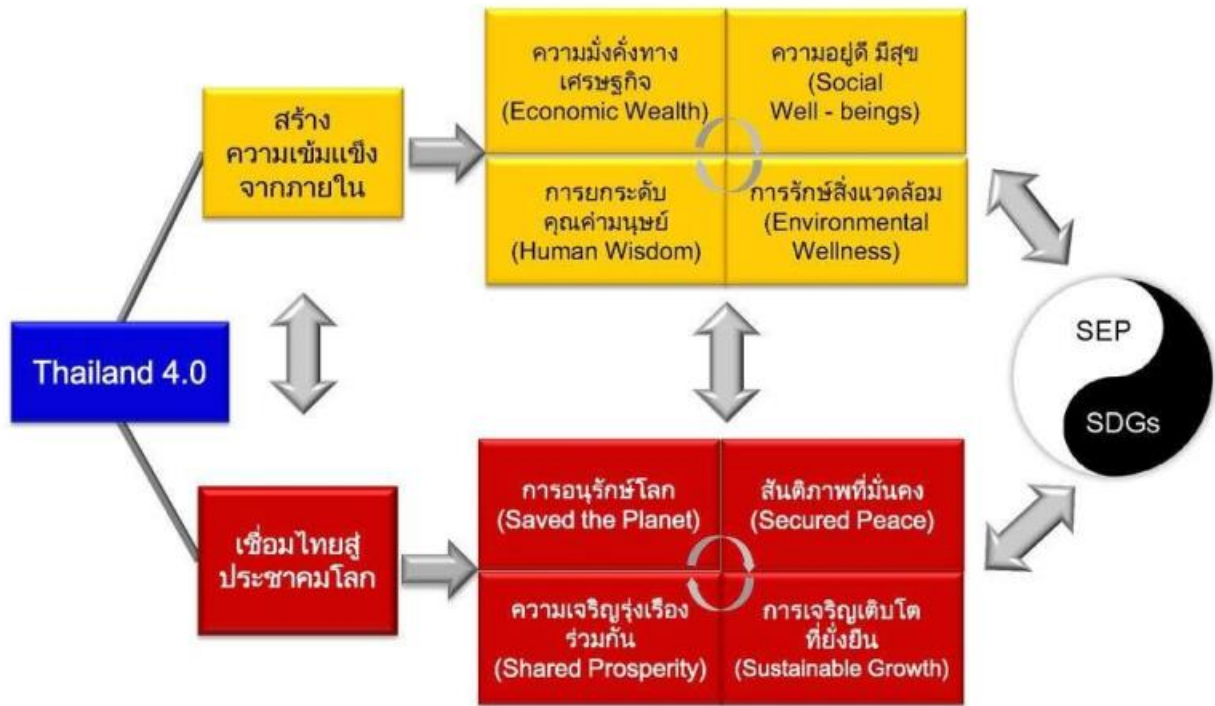 ความมั่งคั่งทาง
เศรษฐกิจ
(Economic Wealth)
ความอยู่ดี มีสุข
(Social
Well - beings)
สร้าง
ความเข้มแข็ง
จากภายใน
การยกระดับ
คุณค่ามนุษย์
(Human Wisdom)
การรักษ์สิ่งแวดล้อม
(Environmental
Wellness)
Thailand 4.0
SEP
SDGs
การอนุรักษ์โลก
(Saved the Planet)
สันติภาพที่มั่นคง
(Secured Peace)
เชื่อมไทยสู่
ประชาคมโลก
ความเจริญรุ่งเรือง
ร่วมกัน
(Shared Prosperity)
การเจริญเติบโต
ที่ยั่งยืน
(Sustainable Growth)